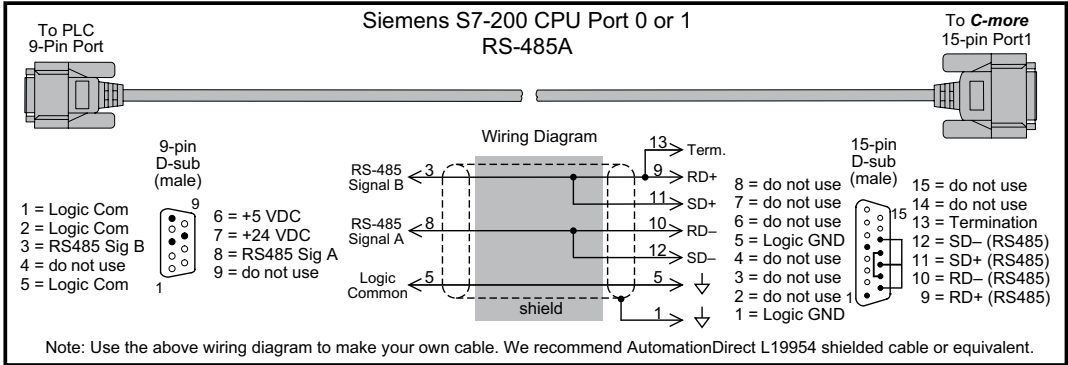 Siemens S7-200 CPU Port 0 or 1
RS-485A
To PLC
9-Pin Port
To C-more
15-pin Port1
9-pin
D-sub
(male)
1 = Logic Com
2 = Logic Com
3 = RS485 Sig B
4 = do not use
5 = Logic Com
9
1
6 = +5 VDC
7 = +24 VDC
8 = RS485 Sig A
9 = do not use
Wiring Diagram
RS-485
Signal B
3
RS-485
Signal A
8
Logic
Common
5
shield
13 Term.
9 RD+
11 SD+
10 RD–
12 SD–
5
1
8 = do not use
7 = do not use
6 = do not use
5 = Logic GND
4 = do not use
3 = do not use
2 = do not use
1 = Logic GND
15-pin
D-sub
(male)
15
1
15 = do not use
14 = do not use
13 = Termination
12 = SD– (RS485)
11 = SD+ (RS485)
10 = RD– (RS485)
9 = RD+ (RS485)
Note: Use the above wiring diagram to make your own cable. We recommend AutomationDirect L19954 shielded cable or equivalent.